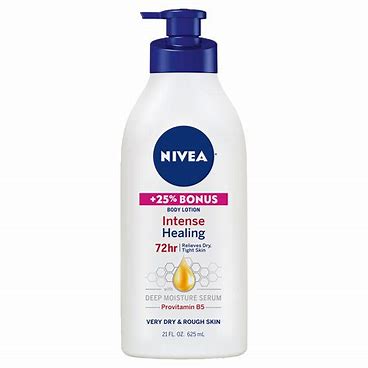 NIVEA
+25% BONUS
BODY LOTION
Intense
Healing
72hr Relieves Dry,
Tight Skin
with
DEEP MOISTURE SERUM
Provitamin B5
VERY DRY & ROUGH SKIN
21 FL. OZ. 625 mL